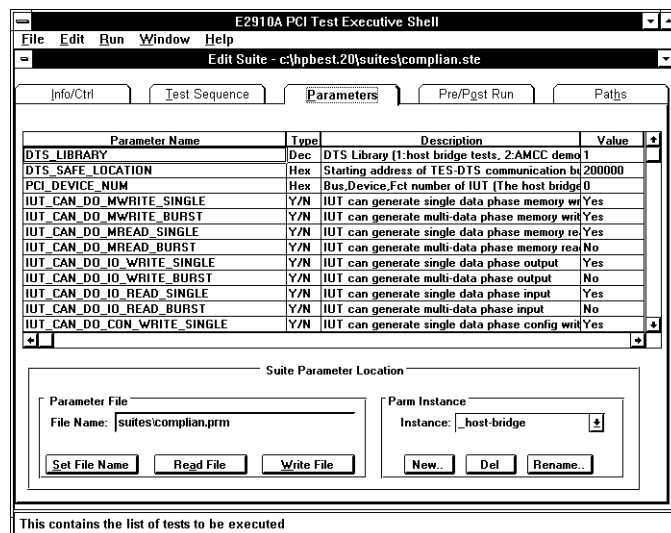 E2910A PCI Test Executive Shell
File Edit Run Window Help
Edit Suite - c:\hpbest.20\suites\complian.ste
Info/Ctrl Test Sequence Parameters Pre/Post Run Paths
Parameter Name Type Description Value
DTS_LIBRARY Dec DTS Library (1:host bridge tests, 2:AMCC demo 1
DTS_SAFE_LOCATION Hex Starting address of TES-DTS communication bu 200000
PCI_DEVICE_NUM Hex Bus,Device,Fct number of IUT (The host bridge 0
IUT_CAN_DO_MWRITE_SINGLE Y/N IUT can generate single data phase memory wr Yes
IUT_CAN_DO_MWRITE_BURST Y/N IUT can generate multi-data phase memory writ Yes
IUT_CAN_DO_MREAD_SINGLE Y/N IUT can generate single data phase memory re Yes
IUT_CAN_DO_MREAD_BURST Y/N IUT can generate multi-data phase memory rea No
IUT_CAN_DO_IO_WRITE_SINGLE Y/N IUT can generate single data phase output Yes
IUT_CAN_DO_IO_WRITE_BURST Y/N IUT can generate multi-data phase output No
IUT_CAN_DO_IO_READ_SINGLE Y/N IUT can generate single data phase input Yes
IUT_CAN_DO_IO_READ_BURST Y/N IUT can generate multi-data phase input No
IUT_CAN_DO_CON_WRITE_SINGLE Y/N IUT can generate single data phase config writ Yes
Suite Parameter Location
Parameter File Parm Instance
File Name: suites\complian.prm Instance: _host-bridge
Set File Name Read File Write File New.. Del Rename..
This contains the list of tests to be executed